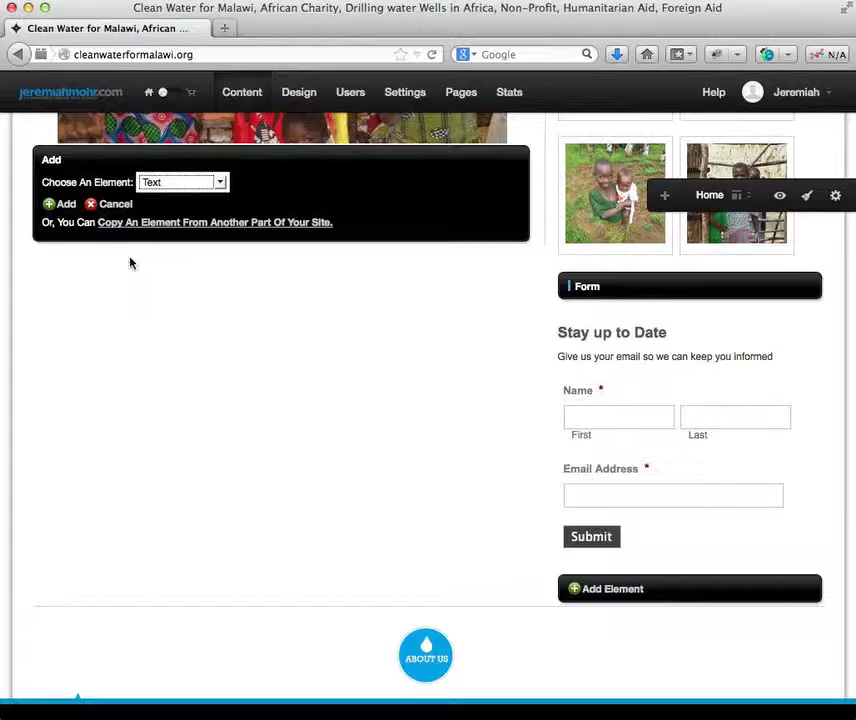 Clean Water for Malawi, African Charity, Drilling water Wells in Africa, Non-Profit, Humanitarian Aid, Foreign Aid
Clean Water for Malawi, African ...
cleanwaterformalawi.org
Google
N/A
jeremiahmohr.com
Content
Design
Users
Settings
Pages
Stats
Help
Jeremiah
Add
Choose An Element: Text
Add Cancel
Or, You Can Copy An Element From Another Part Of Your Site.
Home
Form
Stay up to Date
Give us your email so we can keep you informed
Name *
First Last
Email Address *
Submit
Add Element
ABOUT US